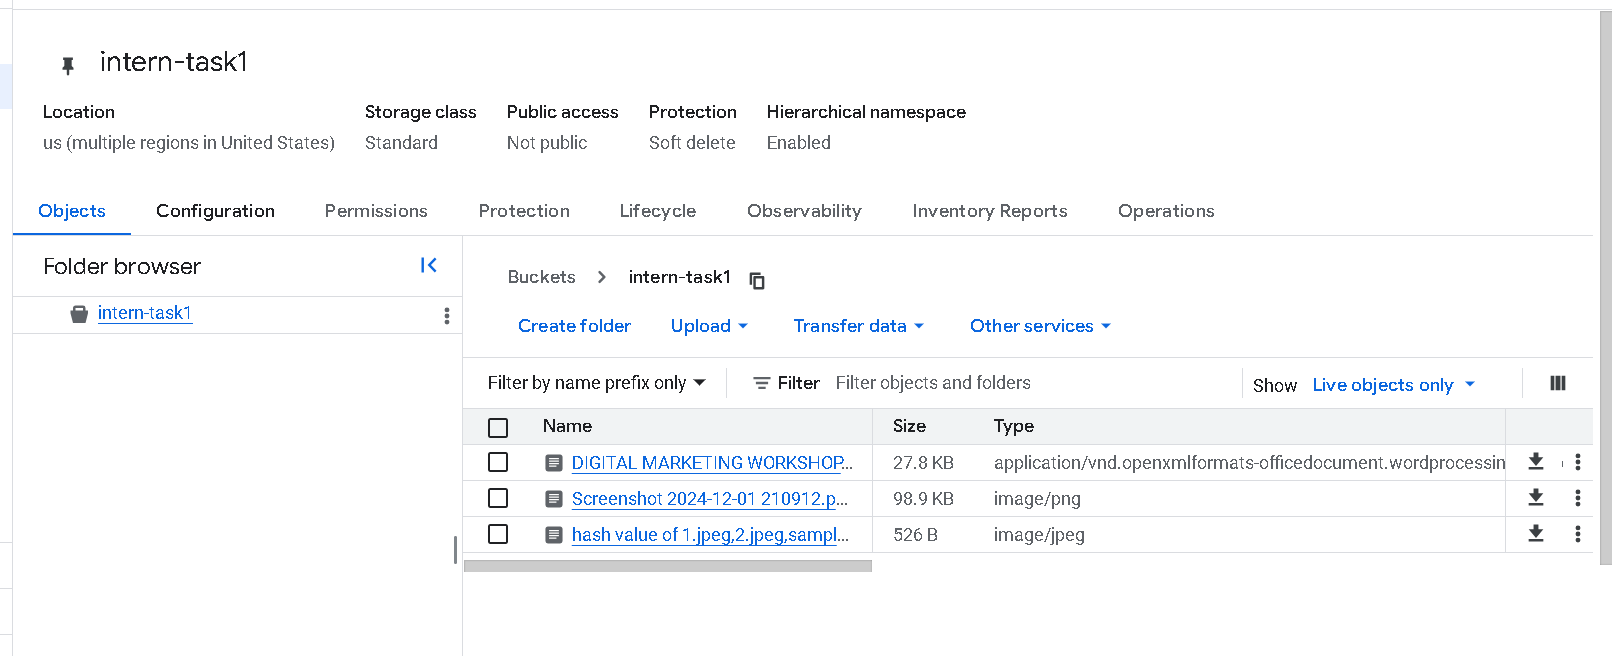 intern-task1
Location Storage class Public access Protection Hierarchical namespace
us (multiple regions in United States) Standard Not public Soft delete Enabled
Objects Configuration Permissions Protection Lifecycle Observability Inventory Reports Operations
Folder browser
intern-task1
Buckets intern-task1
Create folder Upload Transfer data Other services
Filter by name prefix only Filter Filter objects and folders Show Live objects only
Name Size Type
DIGITAL MARKETING WORKSHOP... 27.8 KB application/vnd.openxmlformats-officedocument.wordprocessin
Screenshot 2024-12-01 210912.p... 98.9 KB image/png
hash value of 1.jpeg,2.jpeg,sampl... 526 B image/jpeg